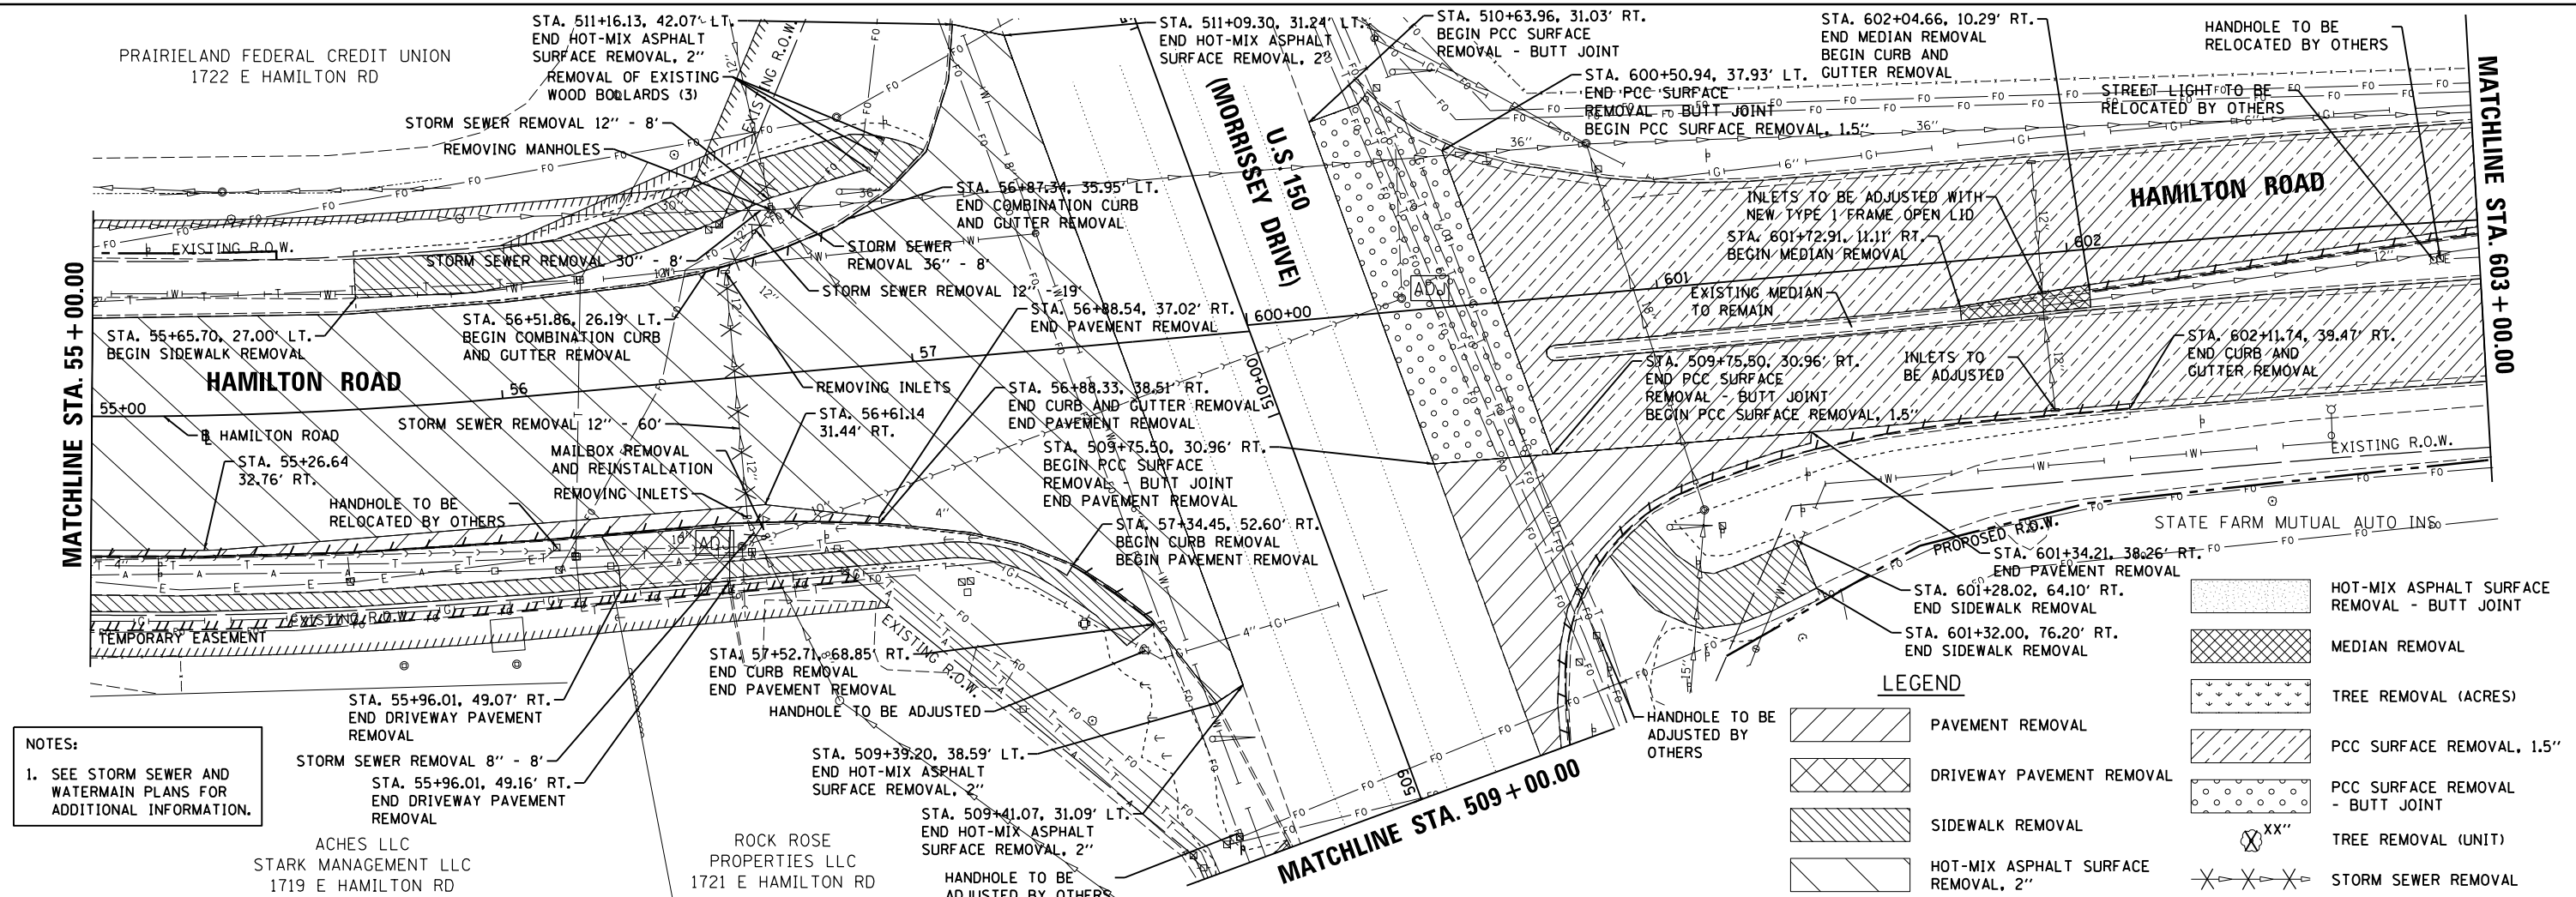 PRAIRIELAND FEDERAL CREDIT UNION
1722 E HAMILTON RD
STA. 511+16.13, 42.07' LT.
END HOT-MIX ASPHALT
SURFACE REMOVAL, 2''
REMOVAL OF EXISTING
WOOD BOLLARDS (3)
STORM SEWER REMOVAL 12'' - 8'
REMOVING MANHOLES
EXISTING R.O.W.
STA. 511+09.30, 31.24' LT.
END HOT-MIX ASPHALT
SURFACE REMOVAL, 2''
STA. 510+63.96, 31.03' RT.
BEGIN PCC SURFACE
REMOVAL - BUTT JOINT
STA. 600+50.94, 37.93' LT.
END PCC SURFACE
REMOVAL - BUTT JOINT
BEGIN PCC SURFACE REMOVAL, 1.5''
STA. 602+04.66, 10.29' RT.
END MEDIAN REMOVAL
BEGIN CURB AND
GUTTER REMOVAL
HANDHOLE TO BE
RELOCATED BY OTHERS
STREET LIGHT TO BE
RELOCATED BY OTHERS
MATCHLINE STA. 603+00.00
U.S. 150
(MORRISSEY DRIVE)
HAMILTON ROAD
INLETS TO BE ADJUSTED WITH
NEW TYPE 1 FRAME OPEN LID
STA. 601+72.91, 11.11' RT.
BEGIN MEDIAN REMOVAL
EXISTING MEDIAN
TO REMAIN
601
602
600+00
510+00
509
ADJ
36''
36''
6''
6''
12''
12''
12''
18''
STA. 56+87.34, 35.95' LT.
END COMBINATION CURB
AND GUTTER REMOVAL
STORM SEWER
REMOVAL 36'' - 8'
STORM SEWER REMOVAL 30'' - 8'
STORM SEWER REMOVAL 12'' - 19'
EXISTING R.O.W.
30''
36''
MATCHLINE STA. 55+00.00
STA. 55+65.70, 27.00' LT.
BEGIN SIDEWALK REMOVAL
STA. 56+51.86, 26.19' LT.
BEGIN COMBINATION CURB
AND GUTTER REMOVAL
STA. 56+88.54, 37.02' RT.
END PAVEMENT REMOVAL
HAMILTON ROAD
55+00
56
57
HAMILTON ROAD
REMOVING INLETS
STORM SEWER REMOVAL 12'' - 60'
STA. 56+61.14
31.44' RT.
STA. 56+88.33, 38.51' RT.
END CURB AND GUTTER REMOVAL
END PAVEMENT REMOVAL
STA. 509+75.50, 30.96' RT.
BEGIN PCC SURFACE
REMOVAL - BUTT JOINT
END PAVEMENT REMOVAL
STA. 509+75.50, 30.96' RT.
END PCC SURFACE
REMOVAL - BUTT JOINT
BEGIN PCC SURFACE REMOVAL, 1.5''
INLETS TO
BE ADJUSTED
STA. 602+11.74, 39.47' RT.
END CURB AND
GUTTER REMOVAL
STA. 55+26.64
32.76' RT.
MAILBOX REMOVAL
AND REINSTALLATION
REMOVING INLETS
HANDHOLE TO BE
RELOCATED BY OTHERS
ADJ
STA. 57+34.45, 52.60' RT.
BEGIN CURB REMOVAL
BEGIN PAVEMENT REMOVAL
EXISTING R.O.W.
STATE FARM MUTUAL AUTO INS
PROPOSED R.O.W.
STA. 601+34.21, 38.26' RT.
END PAVEMENT REMOVAL
STA. 601+28.02, 64.10' RT.
END SIDEWALK REMOVAL
STA. 601+32.00, 76.20' RT.
END SIDEWALK REMOVAL
EXISTING R.O.W.
TEMPORARY EASEMENT
EXISTING R.O.W.
STA. 57+52.71, 68.85' RT.
END CURB REMOVAL
END PAVEMENT REMOVAL
HANDHOLE TO BE ADJUSTED
STA. 55+96.01, 49.07' RT.
END DRIVEWAY PAVEMENT
REMOVAL
STORM SEWER REMOVAL 8'' - 8'
STA. 55+96.01, 49.16' RT.
END DRIVEWAY PAVEMENT
REMOVAL
STA. 509+39.20, 38.59' LT.
END HOT-MIX ASPHALT
SURFACE REMOVAL, 2''
STA. 509+41.07, 31.09' LT.
END HOT-MIX ASPHALT
SURFACE REMOVAL, 2''
HANDHOLE TO BE
ADJUSTED BY OTHERS
MATCHLINE STA. 509+00.00
HANDHOLE TO BE
ADJUSTED BY
OTHERS
NOTES:
1. SEE STORM SEWER AND
WATERMAIN PLANS FOR
ADDITIONAL INFORMATION.
ACHES LLC
STARK MANAGEMENT LLC
1719 E HAMILTON RD
ROCK ROSE
PROPERTIES LLC
1721 E HAMILTON RD
LEGEND
PAVEMENT REMOVAL
DRIVEWAY PAVEMENT REMOVAL
SIDEWALK REMOVAL
HOT-MIX ASPHALT SURFACE
REMOVAL, 2''
HOT-MIX ASPHALT SURFACE
REMOVAL - BUTT JOINT
MEDIAN REMOVAL
TREE REMOVAL (ACRES)
PCC SURFACE REMOVAL, 1.5''
PCC SURFACE REMOVAL
- BUTT JOINT
XX''
TREE REMOVAL (UNIT)
STORM SEWER REMOVAL